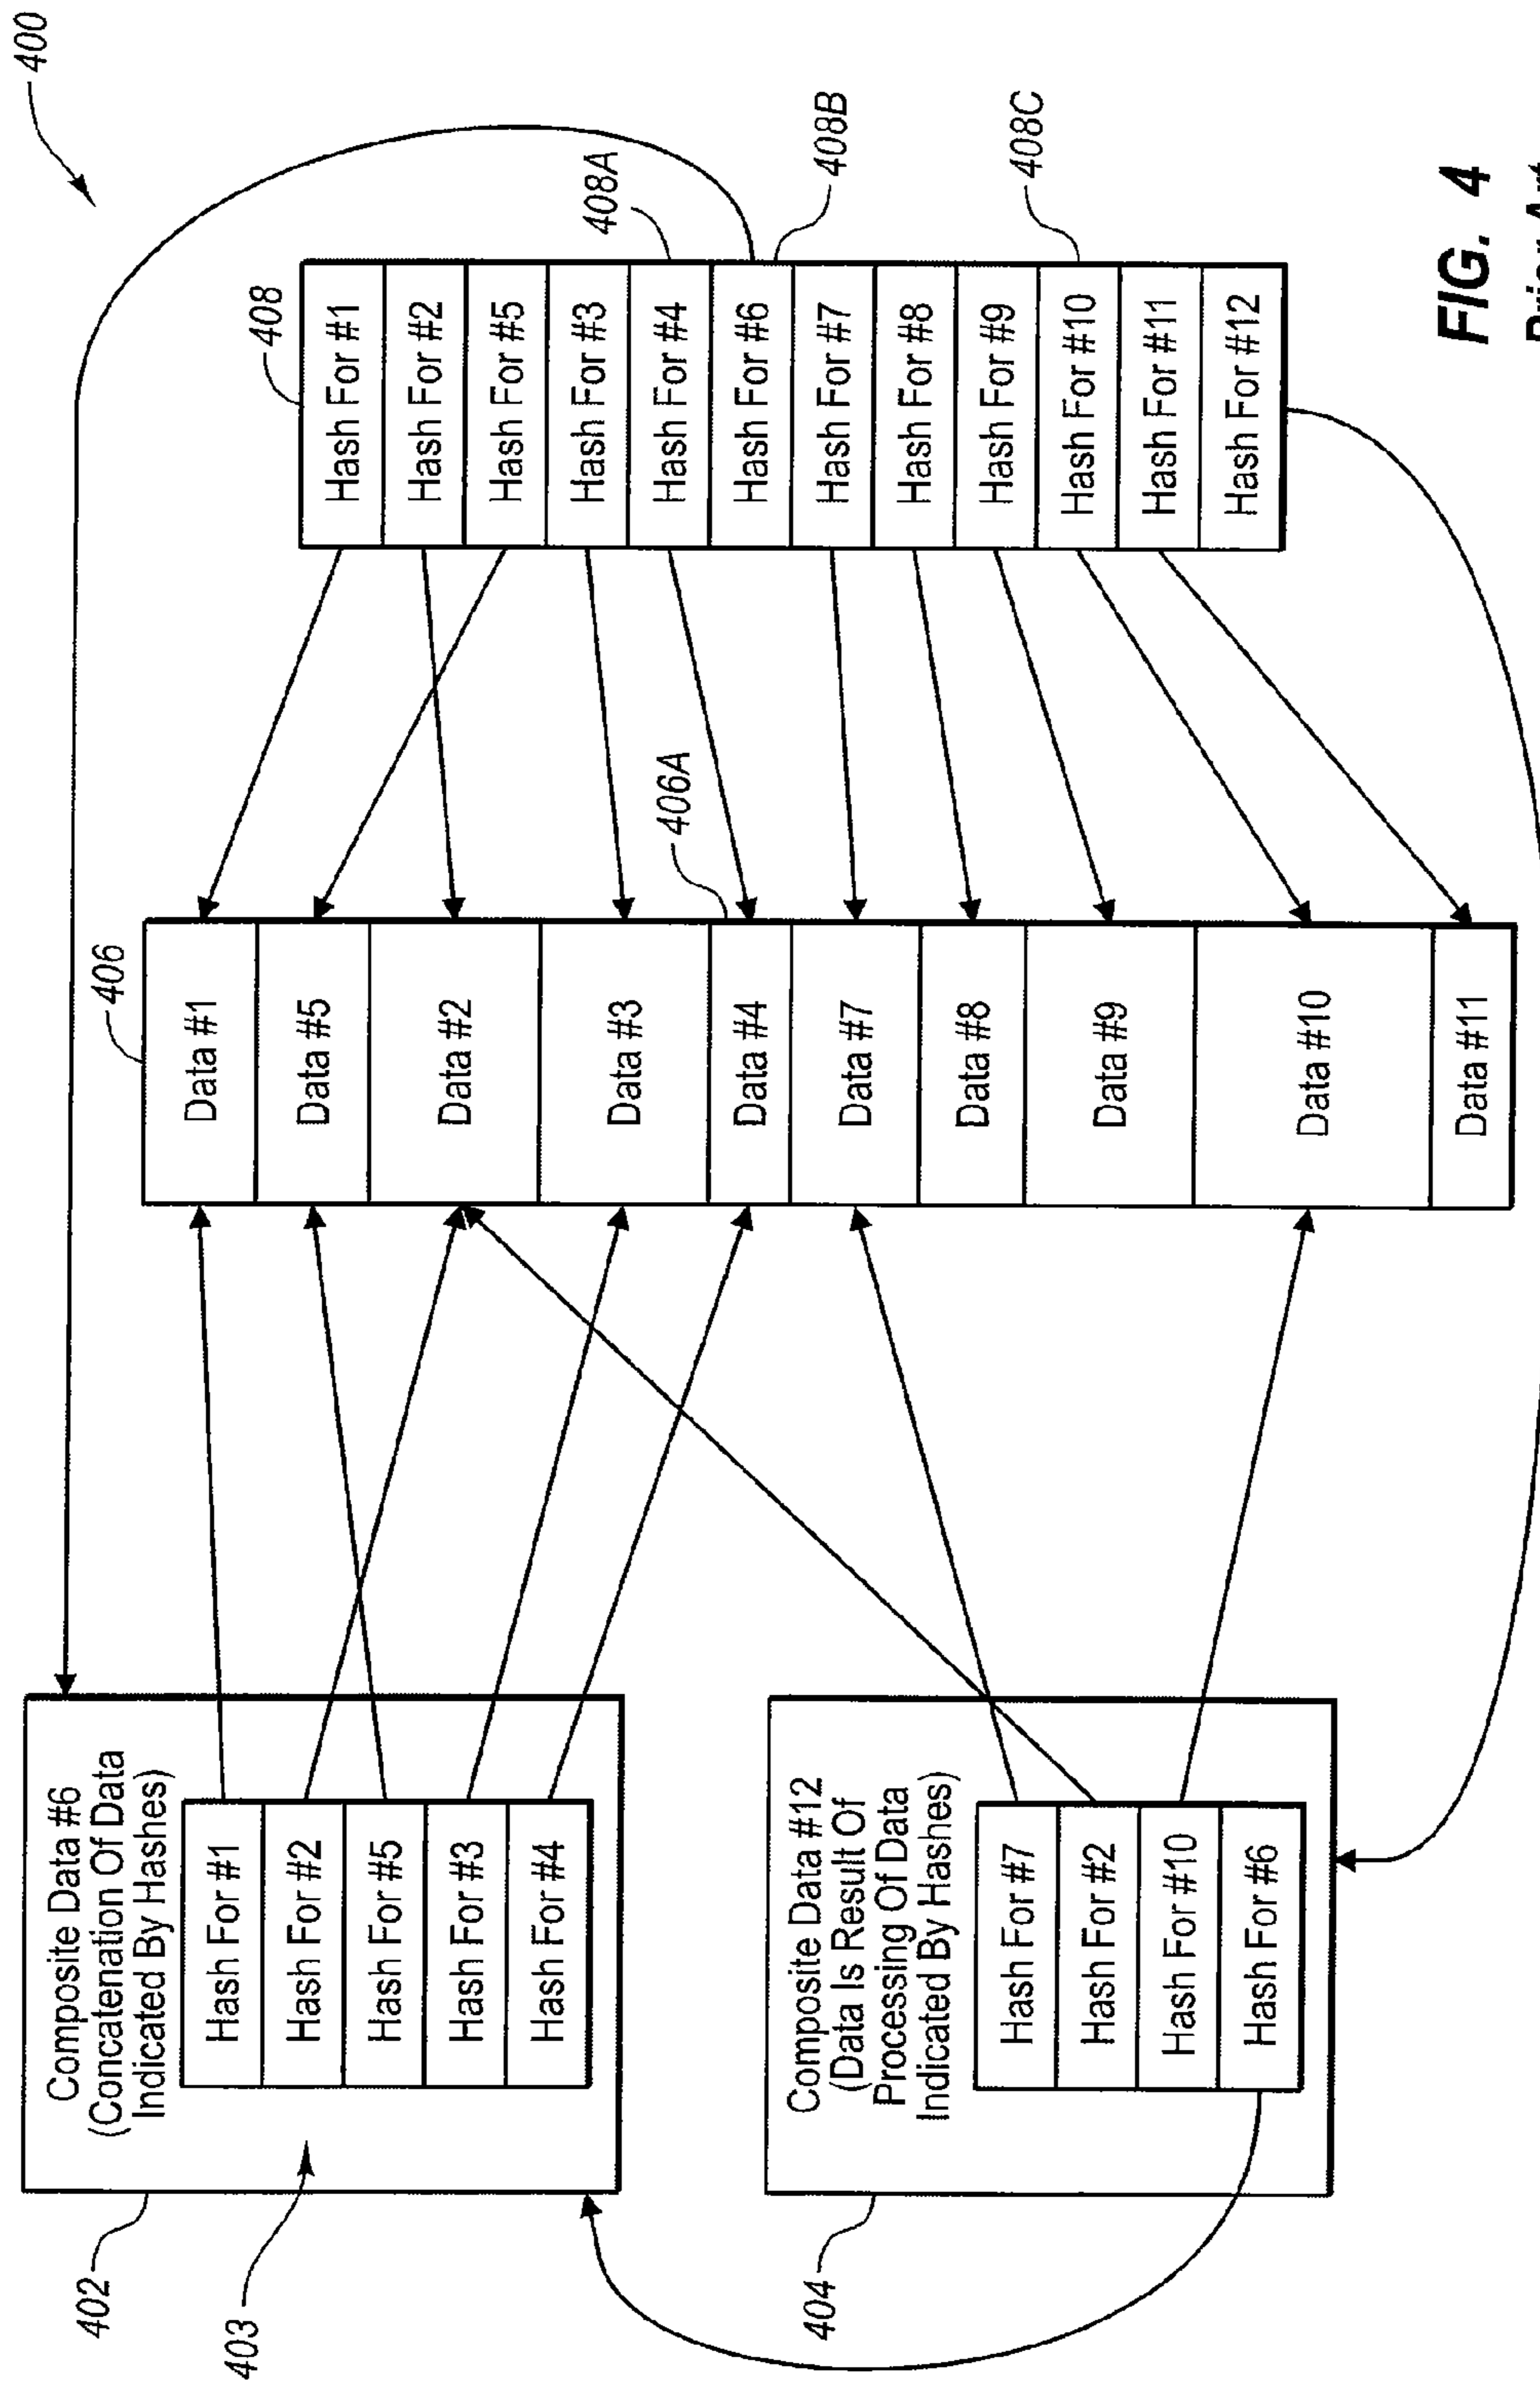 400
402
Composite Data #6
(Concatenation Of Data
Indicated By Hashes)
403
Hash For #1
Hash For #2
Hash For #5
Hash For #3
Hash For #4
404
Composite Data #12
(Data Is Result Of
Processing Of Data
Indicated By Hashes)
Hash For #7
Hash For #2
Hash For #10
Hash For #6
406
Data #1
Data #5
Data #2
Data #3
406A
Data #4
Data #7
Data #8
Data #9
Data #10
Data #11
408
Hash For #1
Hash For #2
Hash For #5
Hash For #3
408A
Hash For #4
Hash For #6
408B
Hash For #7
Hash For #8
Hash For #9
408C
Hash For #10
Hash For #11
Hash For #12
FIG. 4
Prior Art